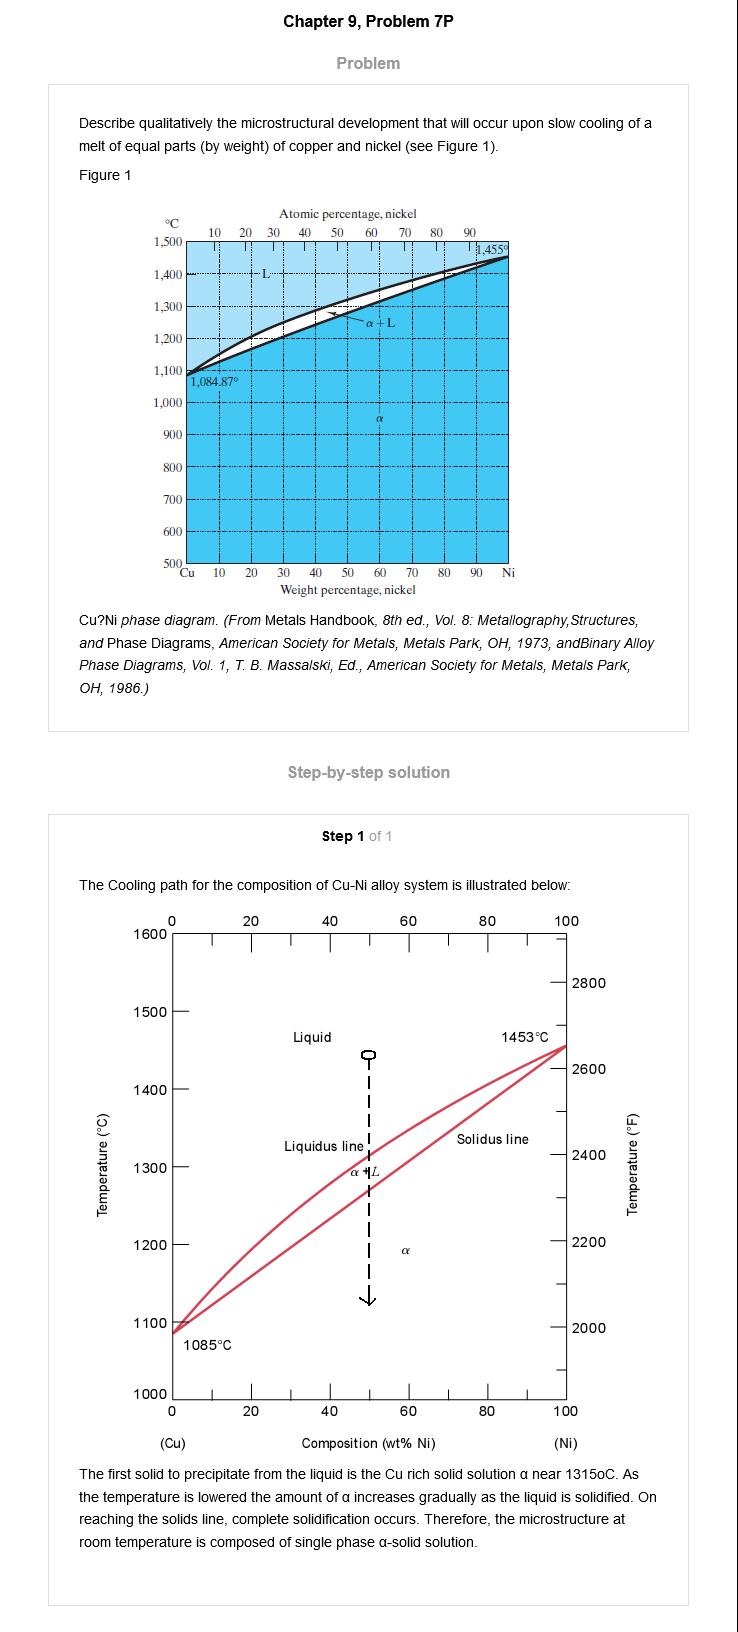 Chapter 9, Problem 7P
Problem
Describe qualitatively the microstructural development that will occur upon slow cooling of a
melt of equal parts (by weight) of copper and nickel (see Figure 1).
Figure 1
Atomic percentage, nickel
°C
10 20 30 40 50 60 70 80 90
1,500
1,455°
1,400
L
1,300
α + L
1,200
1,100
1,084.87°
1,000
α
900
800
700
600
500
Cu 10 20 30 40 50 60 70 80 90 Ni
Weight percentage, nickel
Cu?Ni phase diagram. (From Metals Handbook, 8th ed., Vol. 8: Metallography,Structures,
and Phase Diagrams, American Society for Metals, Metals Park, OH, 1973, andBinary Alloy
Phase Diagrams, Vol. 1, T. B. Massalski, Ed., American Society for Metals, Metals Park,
OH, 1986.)
Step-by-step solution
Step 1 of 1
The Cooling path for the composition of Cu-Ni alloy system is illustrated below:
0 20 40 60 80 100
1600
2800
1500
Liquid
1453°C
2600
1400
Liquidus line
Solidus line
2400
1300
α + L
Temperature (°C)
Temperature (°F)
1200
α
2200
1100
2000
1085°C
1000
0 20 40 60 80 100
(Cu) Composition (wt% Ni) (Ni)
The first solid to precipitate from the liquid is the Cu rich solid solution α near 1315oC. As
the temperature is lowered the amount of α increases gradually as the liquid is solidified. On
reaching the solids line, complete solidification occurs. Therefore, the microstructure at
room temperature is composed of single phase α-solid solution.